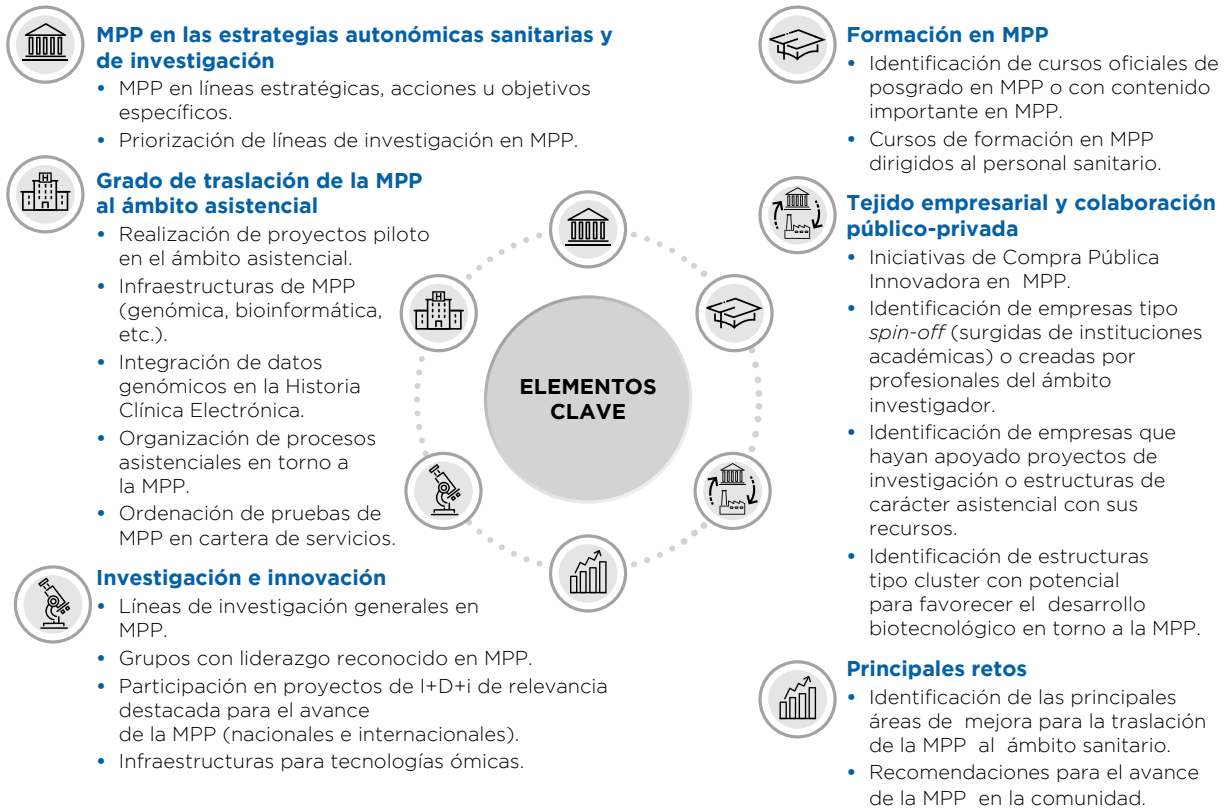 MPP en las estrategias autonómicas sanitarias y
de investigación
• MPP en líneas estratégicas, acciones u objetivos
específicos.
• Priorización de líneas de investigación en MPP.
Grado de traslación de la MPP
al ámbito asistencial
• Realización de proyectos piloto
en el ámbito asistencial.
• Infraestructuras de MPP
(genómica, bioinformática,
etc.).
• Integración de datos
genómicos en la Historia
Clínica Electrónica.
• Organización de procesos
asistenciales en torno a
la MPP.
• Ordenación de pruebas de
MPP en cartera de servicios.
Investigación e innovación
• Líneas de investigación generales en
MPP.
• Grupos con liderazgo reconocido en MPP.
• Participación en proyectos de I+D+i de relevancia
destacada para el avance
de la MPP (nacionales e internacionales).
• Infraestructuras para tecnologías ómicas.
ELEMENTOS
CLAVE
Formación en MPP
• Identificación de cursos oficiales de
posgrado en MPP o con contenido
importante en MPP.
• Cursos de formación en MPP
dirigidos al personal sanitario.
Tejido empresarial y colaboración
público-privada
• Iniciativas de Compra Pública
Innovadora en MPP.
• Identificación de empresas tipo
spin-off (surgidas de instituciones
académicas) o creadas por
profesionales del ámbito
investigador.
• Identificación de empresas que
hayan apoyado proyectos de
investigación o estructuras de
carácter asistencial con sus
recursos.
• Identificación de estructuras
tipo cluster con potencial
para favorecer el desarrollo
biotecnológico en torno a la MPP.
Principales retos
• Identificación de las principales
áreas de mejora para la traslación
de la MPP al ámbito sanitario.
• Recomendaciones para el avance
de la MPP en la comunidad.